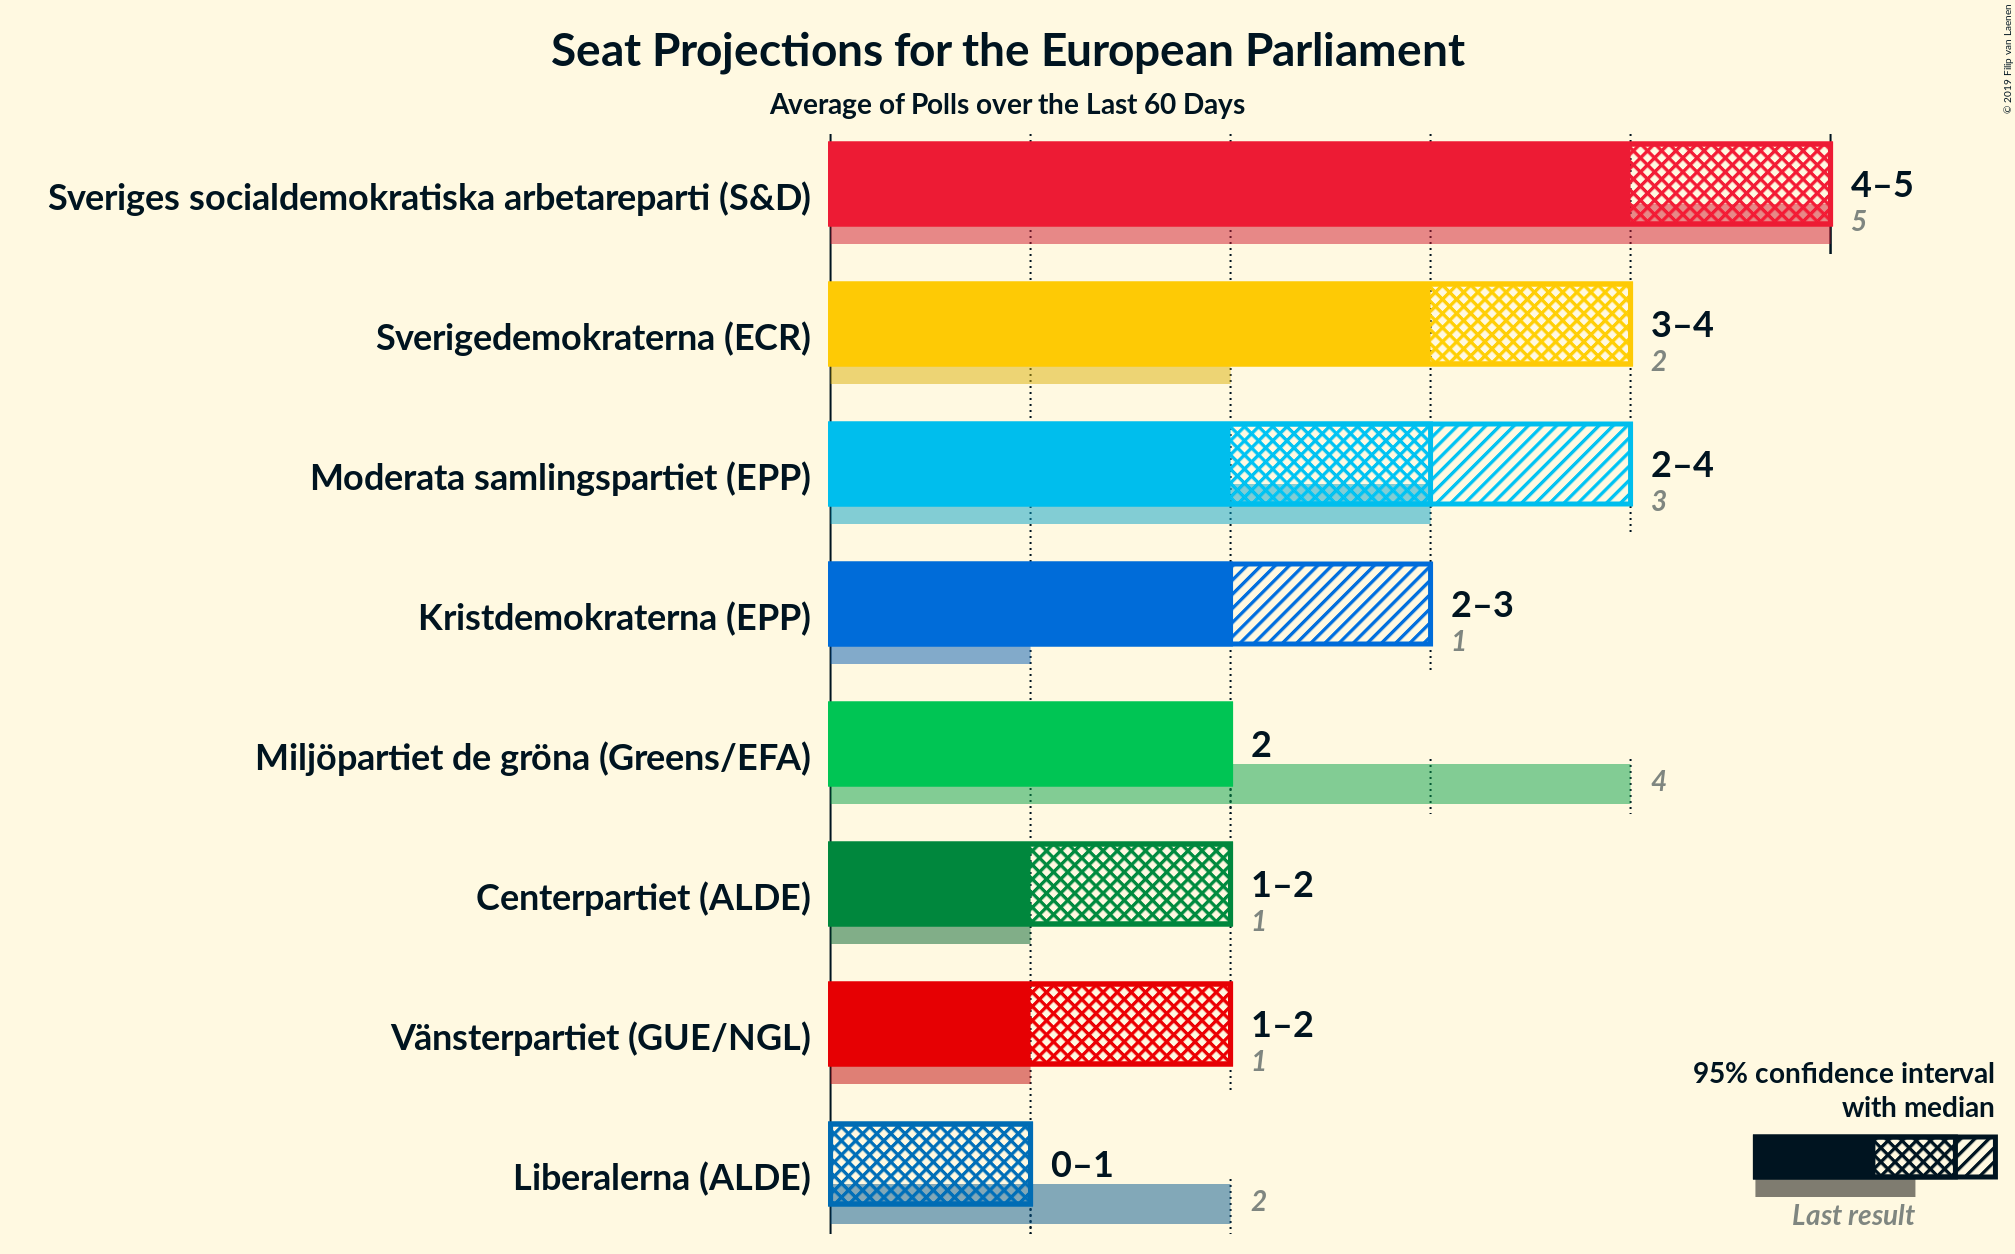 Seat Projections for the European Parliament
Average of Polls over the Last 60 Days
© 2019 Filip van Laenen
Sveriges socialdemokratiska arbetareparti (S&D)
4–5
5
Sverigedemokraterna (ECR)
3–4
2
Moderata samlingspartiet (EPP)
2–4
3
Kristdemokraterna (EPP)
2–3
1
Miljöpartiet de gröna (Greens/EFA)
2
4
Centerpartiet (ALDE)
1–2
1
Vänsterpartiet (GUE/NGL)
1–2
1
Liberalerna (ALDE)
0–1
2
95% confidence interval
with median
Last result